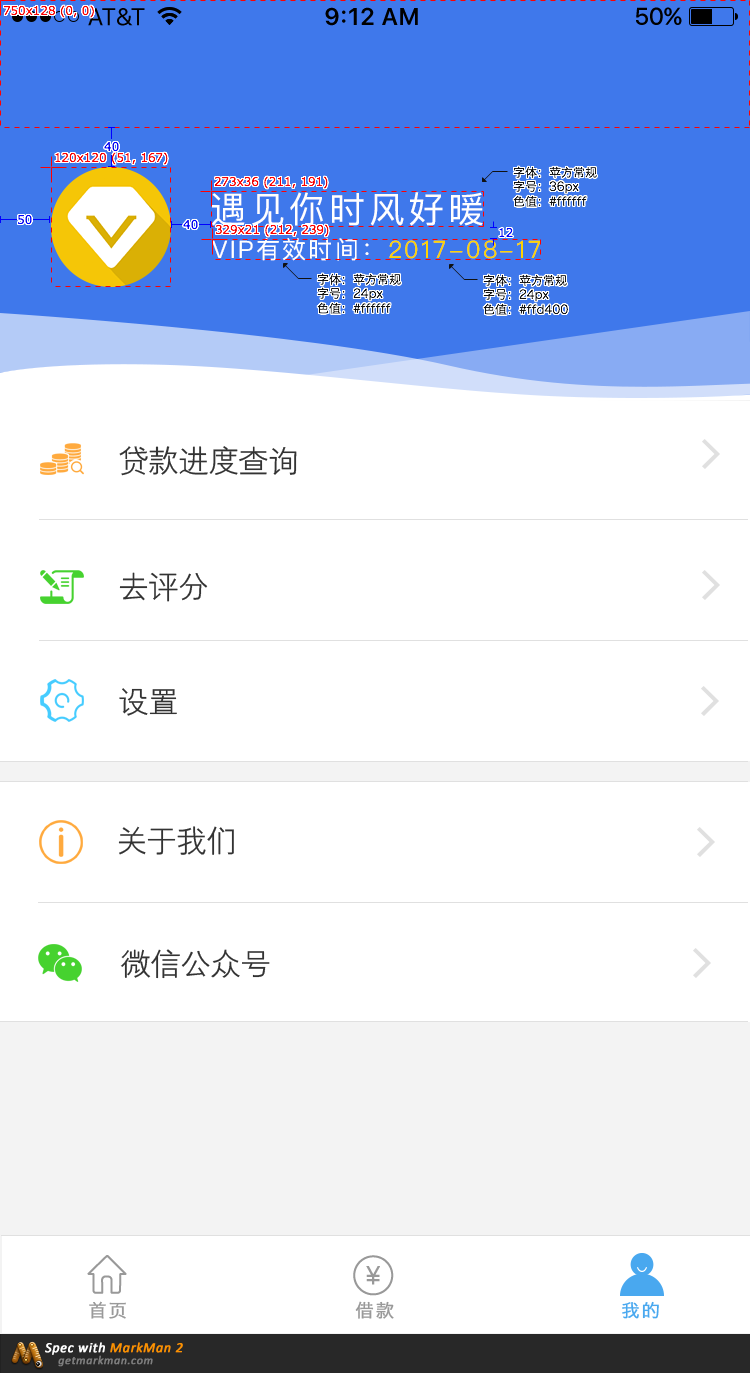 750x128 (0, 0)
AT&T 9:12 AM 50%
40
120x120 (51, 167)
50
40
273x36 (211, 191)
遇见你时风好暖
字体：苹方常规
字号：36px
色值：#ffffff
329x21 (212, 239)
12
VIP有效时间：2017-08-17
字体：苹方常规
字号：24px
色值：#ffffff
字体：苹方常规
字号：24px
色值：#ffd400
贷款进度查询
去评分
设置
关于我们
微信公众号
首页 借款 我的
Spec with MarkMan 2
getmarkman.com